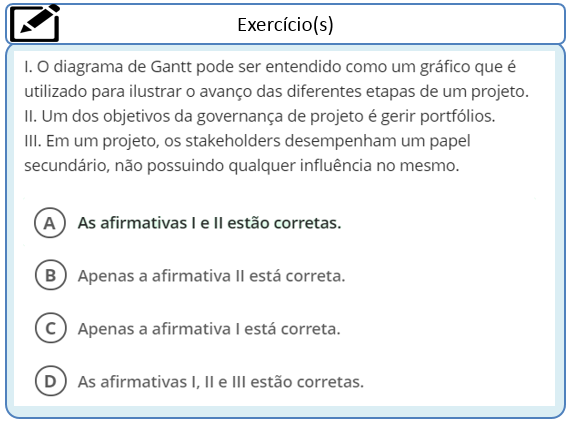 Exercício(s)
I. O diagrama de Gantt pode ser entendido como um gráfico que é
utilizado para ilustrar o avanço das diferentes etapas de um projeto.
II. Um dos objetivos da governança de projeto é gerir portfólios.
III. Em um projeto, os stakeholders desempenham um papel
secundário, não possuindo qualquer influência no mesmo.
A As afirmativas I e II estão corretas.
B Apenas a afirmativa II está correta.
C Apenas a afirmativa I está correta.
D As afirmativas I, II e III estão corretas.